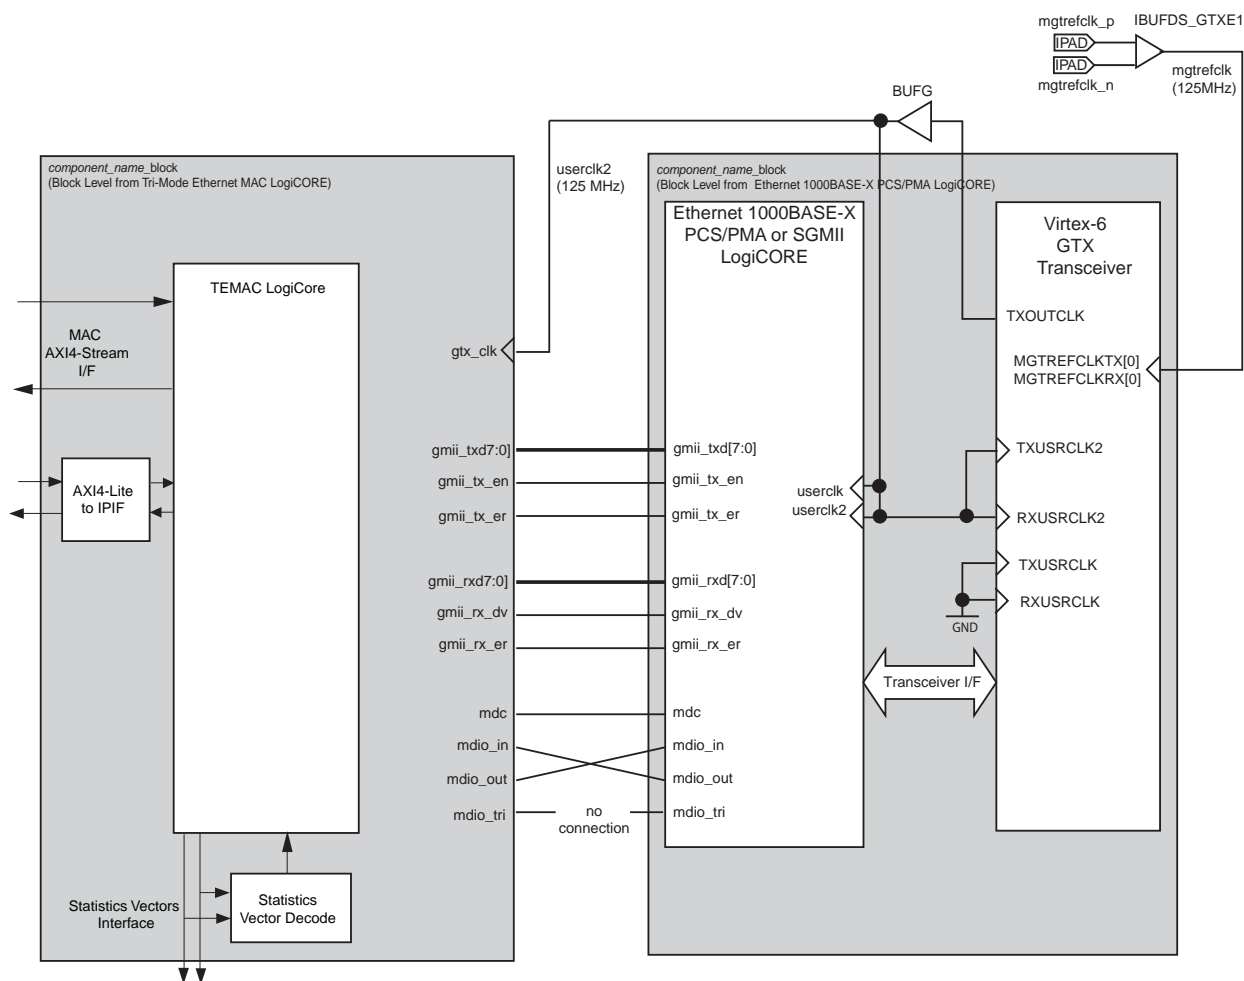 mgtrefclk_p
IBUFDS_GTXE1
IPAD
IPAD
mgtrefclk
(125MHz)
mgtrefclk_n
BUFG
component_name_block
(Block Level from Tri-Mode Ethernet MAC LogiCORE)
userclk2
(125 MHz)
component_name_block
(Block Level from Ethernet 1000BASE-X PCS/PMA LogiCORE)
Ethernet 1000BASE-X
PCS/PMA or SGMII
LogiCORE
Virtex-6
GTX
Transceiver
TEMAC LogiCore
MAC
AXI4-Stream
I/F
AXI4-Lite
to IPIF
gtx_clk
TXOUTCLK
MGTREFCLKTX[0]
MGTREFCLKRX[0]
gmii_txd7:0]
gmii_txd[7:0]
TXUSRCLK2
gmii_tx_en
gmii_tx_en
userclk
userclk2
gmii_tx_er
gmii_tx_er
RXUSRCLK2
TXUSRCLK
gmii_rxd7:0]
gmii_rxd[7:0]
RXUSRCLK
gmii_rx_dv
gmii_rx_dv
GND
gmii_rx_er
gmii_rx_er
Transceiver I/F
mdc
mdc
mdio_in
mdio_in
mdio_out
mdio_out
mdio_tri
no
connection
mdio_tri
Statistics Vectors
Interface
Statistics
Vector Decode